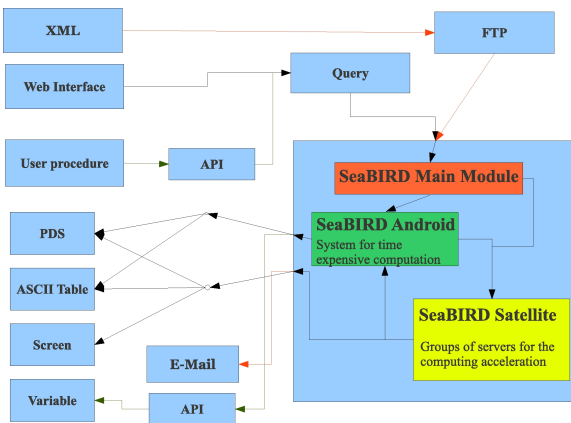 XML
FTP
Web Interface
Query
User procedure
API
SeaBIRD Main Module
PDS
SeaBIRD Android
System for time
expensive computation
ASCII Table
SeaBIRD Satellite
Groups of servers for the
computing acceleration
Screen
E-Mail
Variable
API